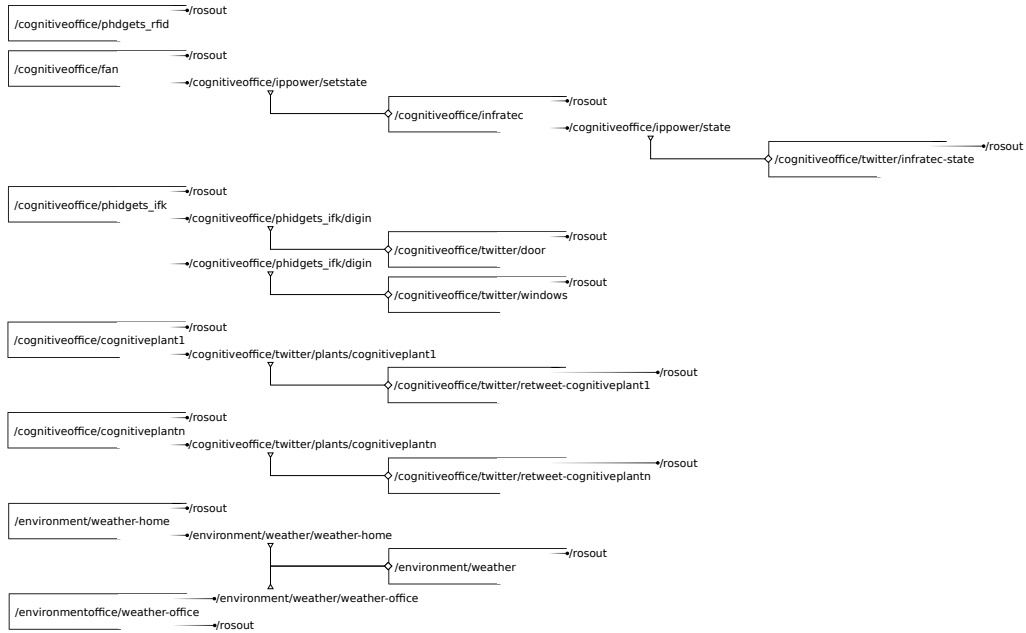 /rosout
/cognitiveoffice/phdgets_rfid
/rosout
/cognitiveoffice/fan
/cognitiveoffice/ippower/setstate
/rosout
/cognitiveoffice/infratec
/cognitiveoffice/ippower/state
/rosout
/cognitiveoffice/twitter/infratec-state
/rosout
/cognitiveoffice/phidgets_ifk
/cognitiveoffice/phidgets_ifk/digin
/rosout
/cognitiveoffice/twitter/door
/cognitiveoffice/phidgets_ifk/digin
/rosout
/cognitiveoffice/twitter/windows
/rosout
/cognitiveoffice/cognitiveplant1
/cognitiveoffice/twitter/plants/cognitiveplant1
/rosout
/cognitiveoffice/twitter/retweet-cognitiveplant1
/rosout
/cognitiveoffice/cognitiveplantn
/cognitiveoffice/twitter/plants/cognitiveplantn
/rosout
/cognitiveoffice/twitter/retweet-cognitiveplantn
/rosout
/environment/weather-home
/environment/weather/weather-home
/rosout
/environment/weather
/environment/weather/weather-office
/environmentoffice/weather-office
/rosout